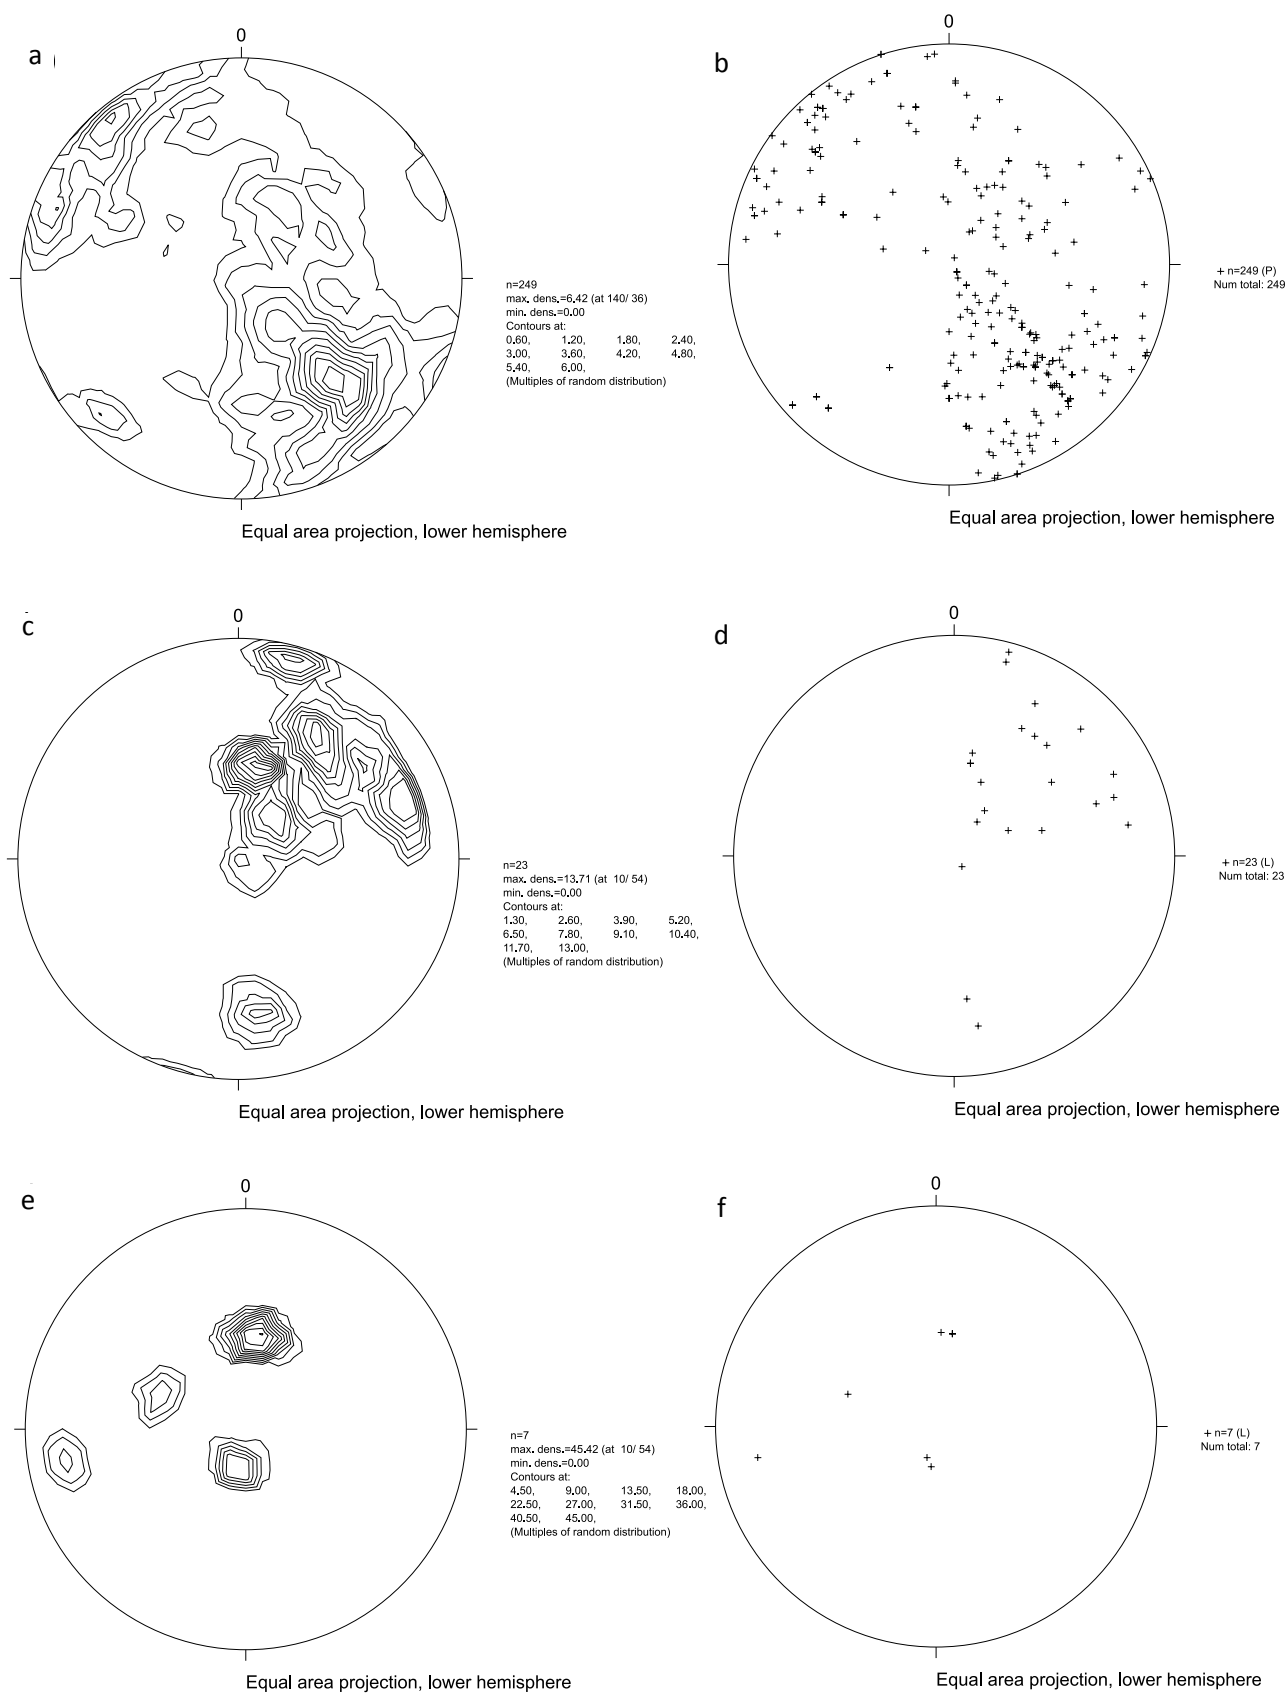 a
0
n=249
max. dens.=6.42 (at 140/ 36)
min. dens.=0.00
Contours at:
0.60, 1.20, 1.80, 2.40,
3.00, 3.60, 4.20, 4.80,
5.40, 6.00,
(Multiples of random distribution)
Equal area projection, lower hemisphere
b
0
+ n=249 (P)
Num total: 249
Equal area projection, lower hemisphere
c
0
n=23
max. dens.=13.71 (at 10/ 54)
min. dens.=0.00
Contours at:
1.30, 2.60, 3.90, 5.20,
6.50, 7.80, 9.10, 10.40,
11.70, 13.00,
(Multiples of random distribution)
Equal area projection, lower hemisphere
d
0
+ n=23 (L)
Num total: 23
Equal area projection, lower hemisphere
e
0
n=7
max. dens.=45.42 (at 10/ 54)
min. dens.=0.00
Contours at:
4.50, 9.00, 13.50, 18.00,
22.50, 27.00, 31.50, 36.00,
40.50, 45.00,
(Multiples of random distribution)
Equal area projection, lower hemisphere
f
0
+ n=7 (L)
Num total: 7
Equal area projection, lower hemisphere